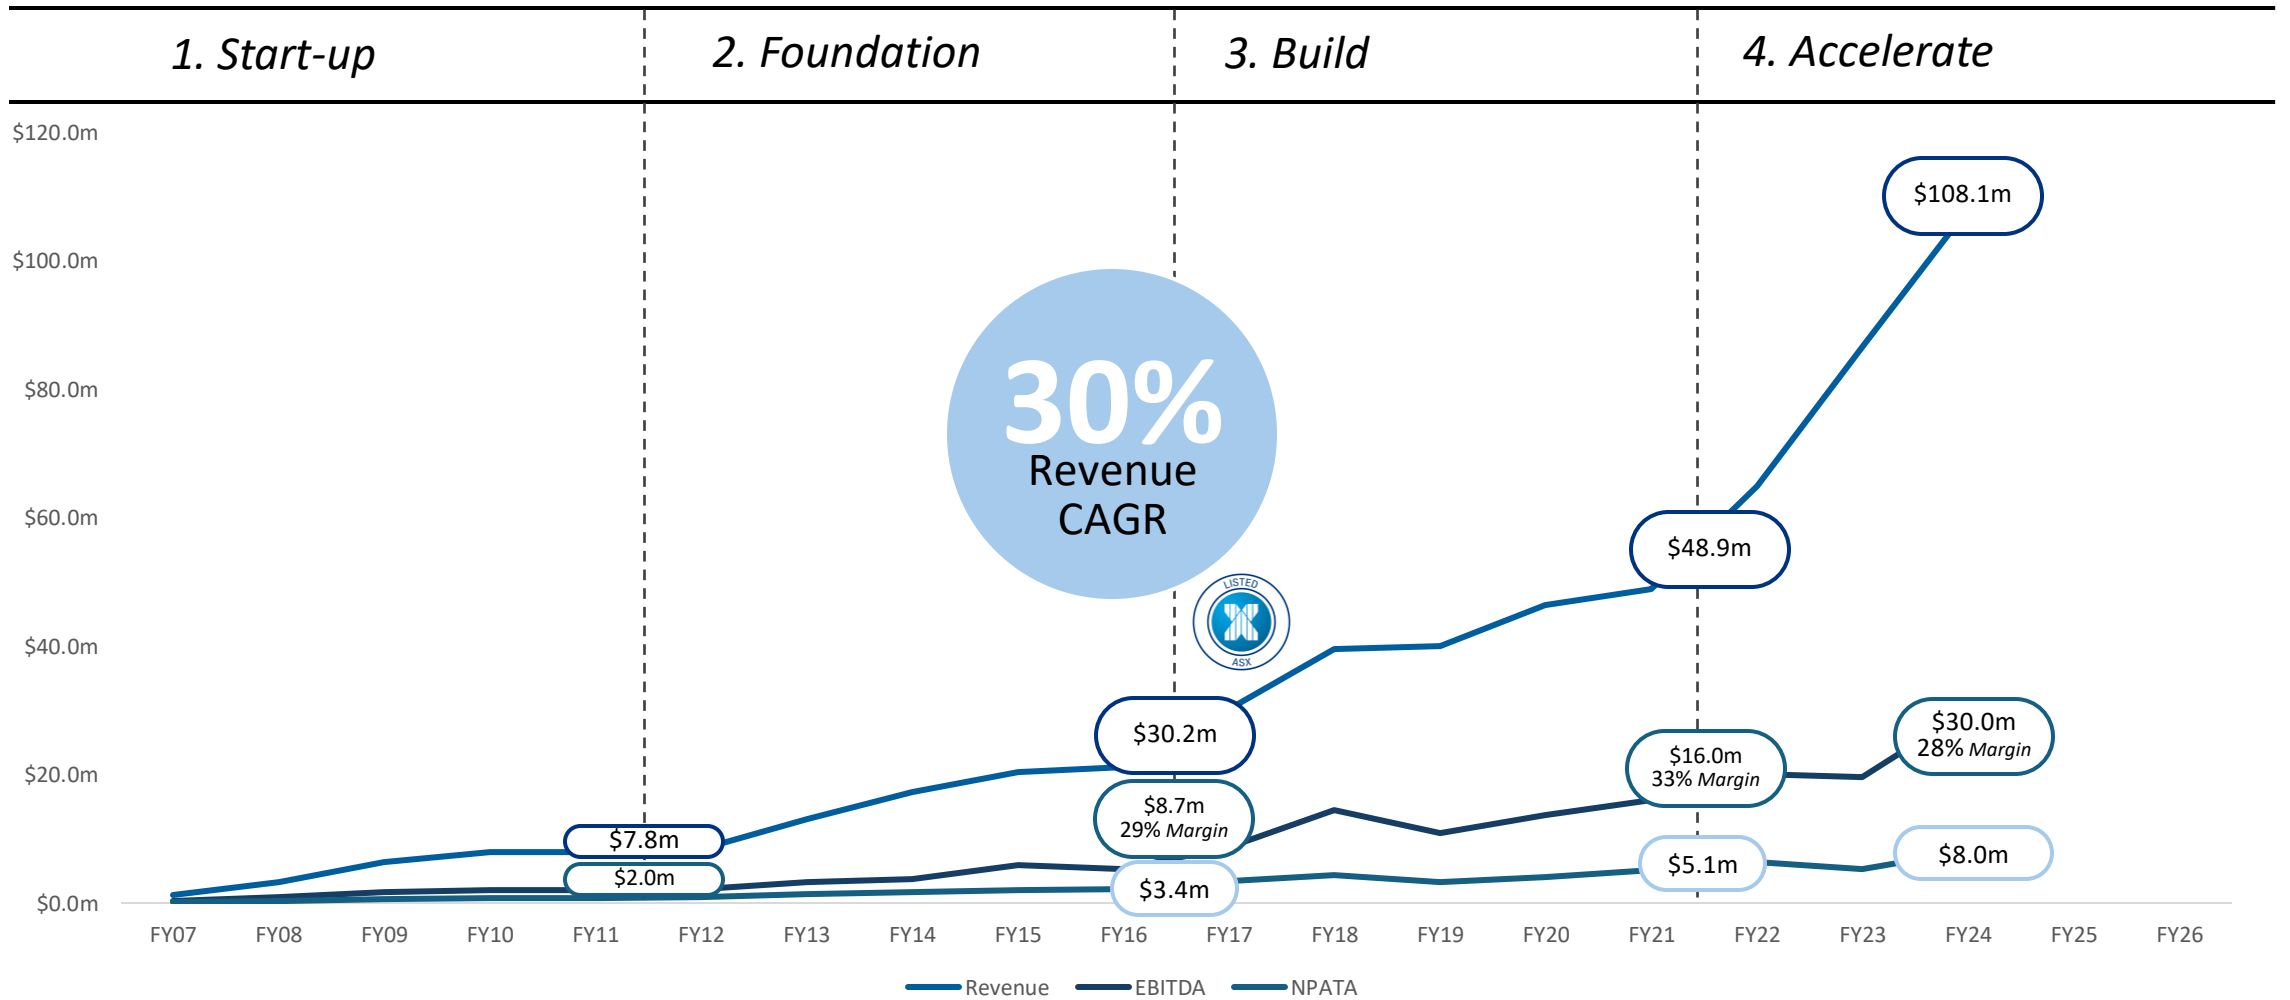 1. Start-up
2. Foundation
3. Build
4. Accelerate
$120.0m
$100.0m
$80.0m
$60.0m
$40.0m
$20.0m
$0.0m
30%
Revenue
CAGR
LISTED
ASX
$7.8m
$2.0m
$30.2m
$8.7m
29% Margin
$3.4m
$48.9m
$16.0m
33% Margin
$5.1m
$108.1m
$30.0m
28% Margin
$8.0m
FY07
FY08
FY09
FY10
FY11
FY12
FY13
FY14
FY15
FY16
FY17
FY18
FY19
FY20
FY21
FY22
FY23
FY24
FY25
FY26
Revenue
EBITDA
NPATA